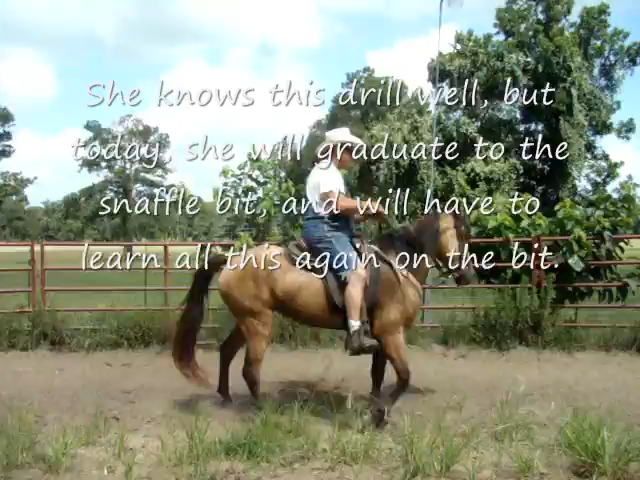 She knows this drill well, but
today, she will graduate to the
snaffle bit, and will have to
learn all this again on the bit.